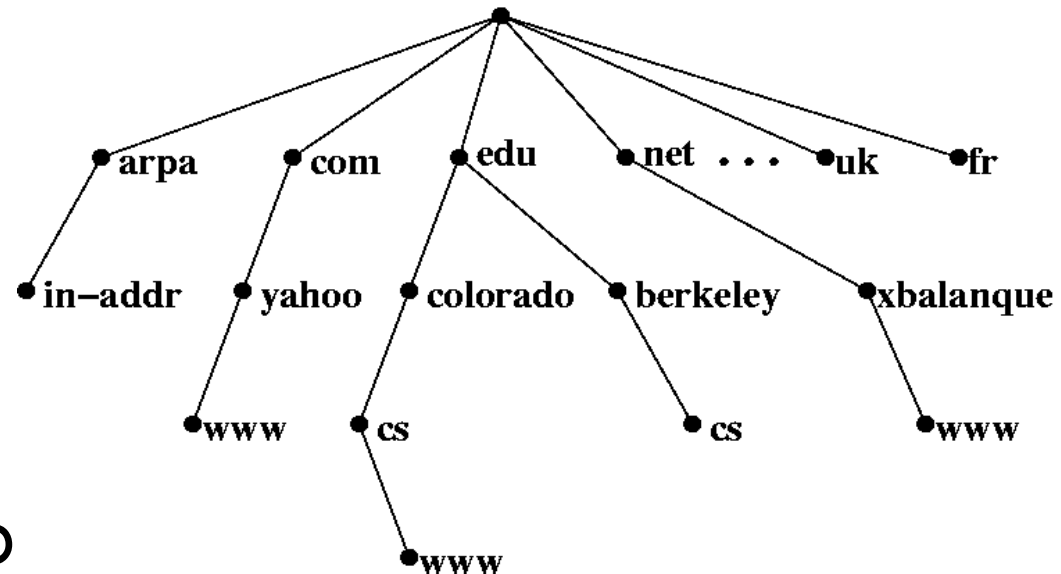 arpa com edu net . . . uk fr
in-addr yahoo colorado berkeley xbalanque
www cs cs www
www